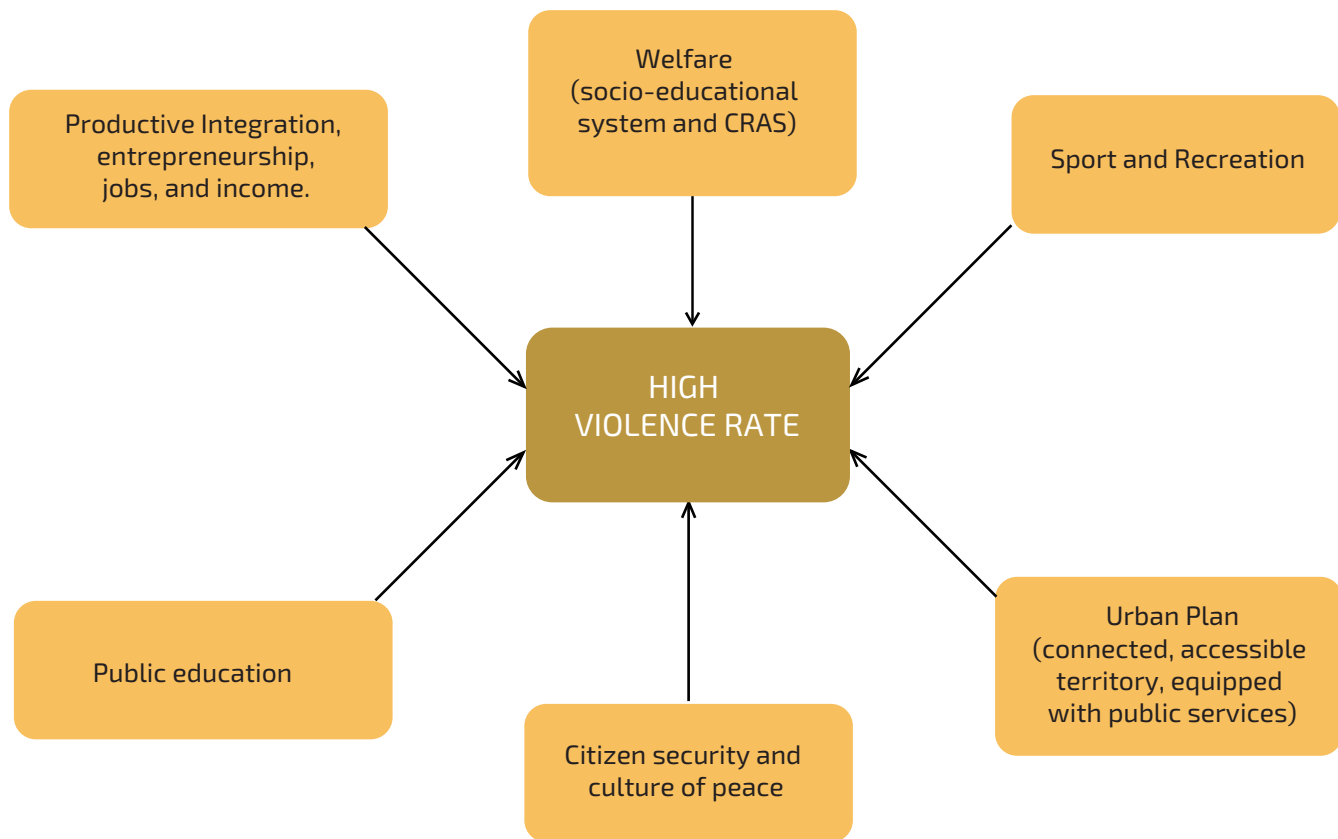 Welfare
(socio-educational
system and CRAS)
Productive Integration,
entrepreneurship,
jobs, and income.
Sport and Recreation
HIGH
VIOLENCE RATE
Public education
Urban Plan
(connected, accessible
territory, equipped
with public services)
Citizen security and
culture of peace